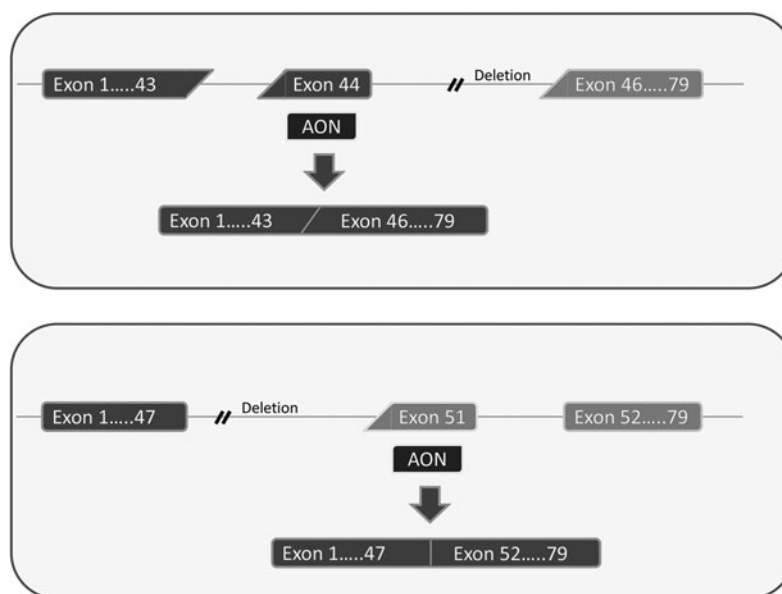 Exon 1.....43 Exon 44 Deletion Exon 46.....79
AON
Exon 1.....43 Exon 46.....79
Exon 1.....47 Deletion Exon 51 Exon 52.....79
AON
Exon 1.....47 Exon 52.....79